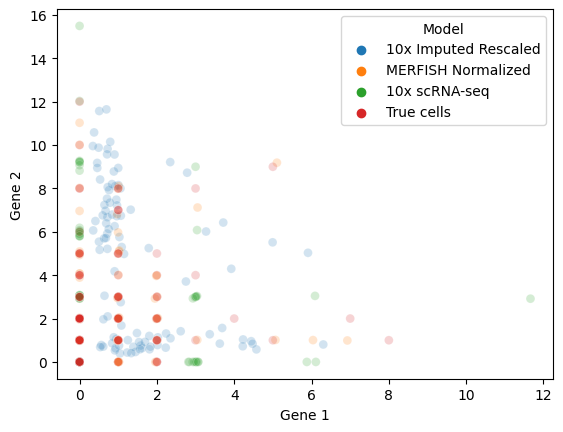 Model
10x Imputed Rescaled
MERFISH Normalized
10x scRNA-seq
True cells
16
14
12
10
8
6
4
2
0
Gene 2
0 2 4 6 8 10 12
Gene 1